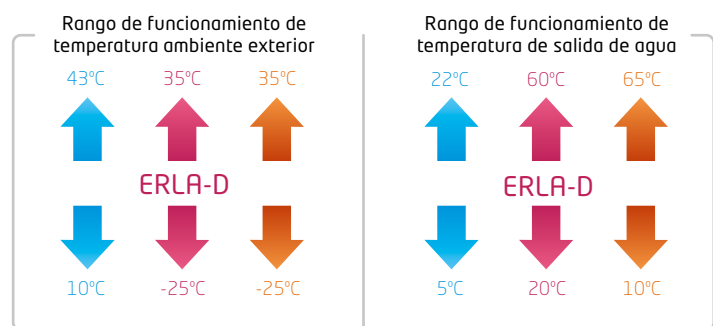 Rango de funcionamiento de
temperatura ambiente exterior
43ºC 35ºC 35ºC
ERLA-D
10ºC -25ºC -25ºC
Rango de funcionamiento de
temperatura de salida de agua
22ºC 60ºC 65ºC
ERLA-D
5ºC 20ºC 10ºC